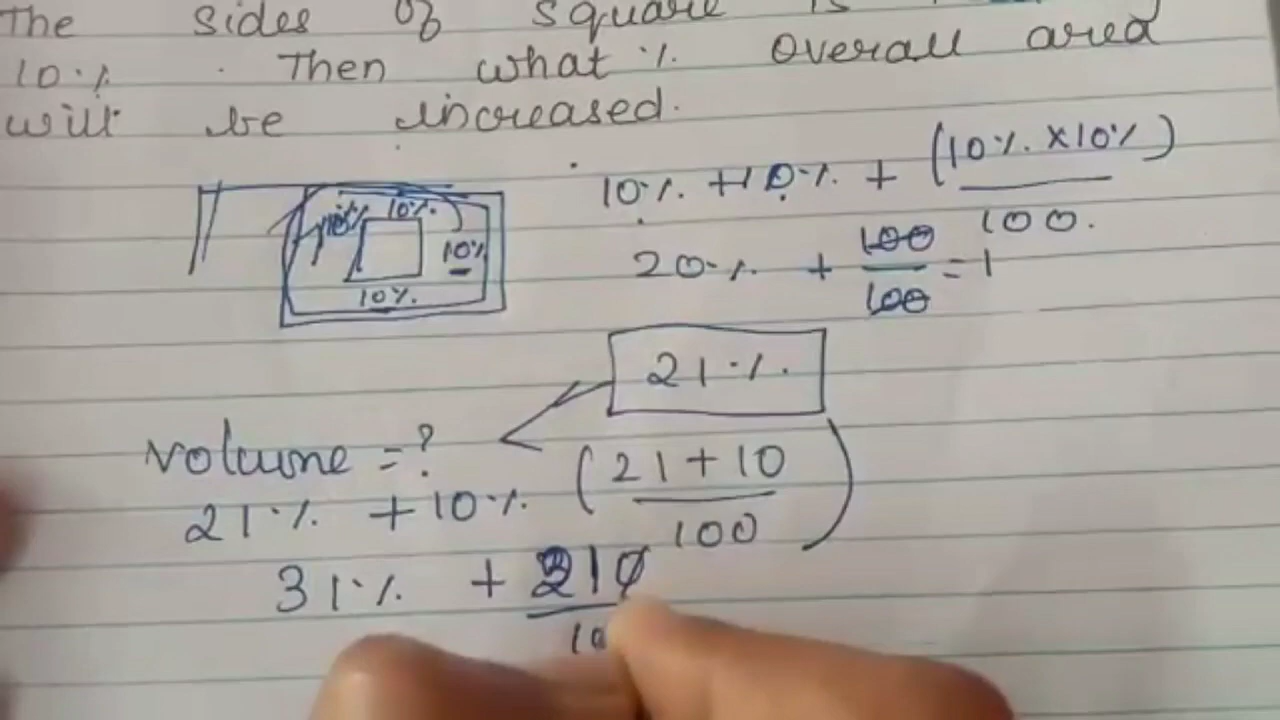 The sides of square is
10%. Then what % overall area
will be increased.
10% + 10% + (10% × 10%)
100.
20% + 100 = 1
100
10%
10%
10%
21%.
Volume = ?
21% + 10% (21 + 10)
100
31% + 210
10